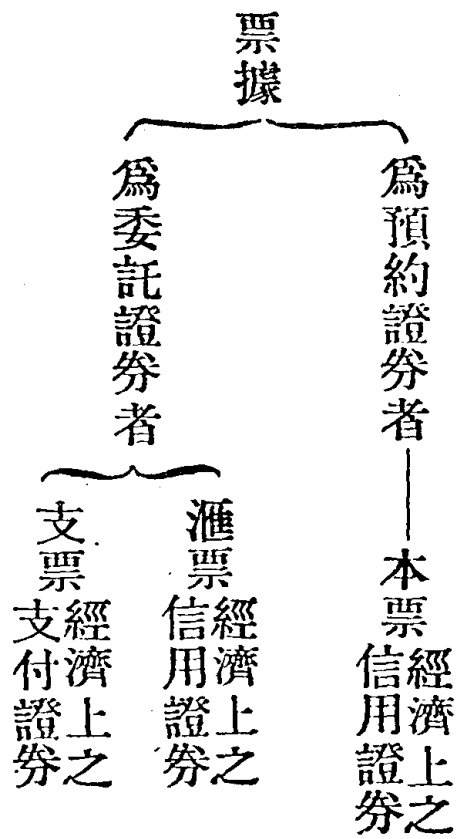 票據
爲預約證券者
本票
經濟上之
信用證券
爲委託證券者
滙票
經濟上之
信用證券
支票
經濟上之
支付證券